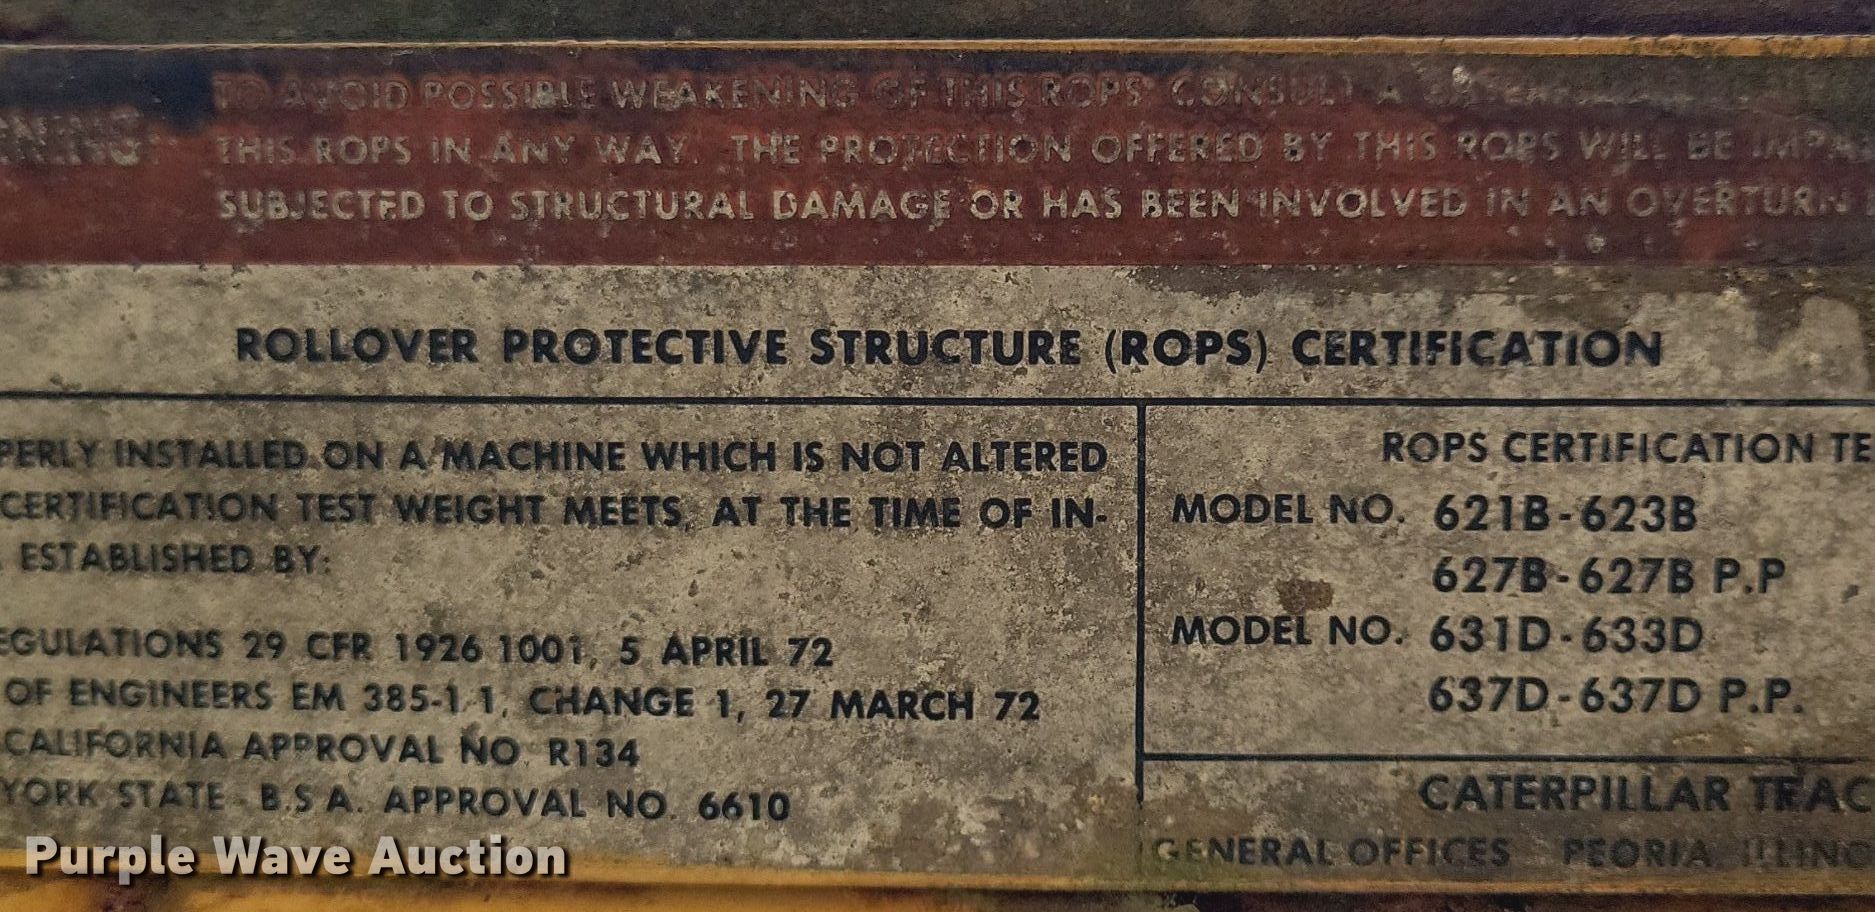 TO AVOID POSSIBLE WEAKENING OF THIS ROPS CONSULT A
THIS ROPS IN ANY WAY. THE PROTECTION OFFERED BY THIS ROPS WILL BE IMPA
SUBJECTED TO STRUCTURAL DAMAGE OR HAS BEEN INVOLVED IN AN OVERTURN
ROLLOVER PROTECTIVE STRUCTURE (ROPS) CERTIFICATION
PERLY INSTALLED ON A MACHINE WHICH IS NOT ALTERED
CERTIFICATION TEST WEIGHT MEETS, AT THE TIME OF IN-
ESTABLISHED BY:
EGULATIONS 29 CFR 1926 1001, 5 APRIL 72
OF ENGINEERS EM 385-1-1, CHANGE 1, 27 MARCH 72
CALIFORNIA APPROVAL NO. R134
YORK STATE - B.S.A. APPROVAL NO. 6610
ROPS CERTIFICATION TE
MODEL NO. 621B-623B
627B-627B P.P
MODEL NO. 631D-633D
637D-637D P.P.
CATERPILLAR TRAC
GENERAL OFFICES PEORIA, ILLINO
Purple Wave Auction